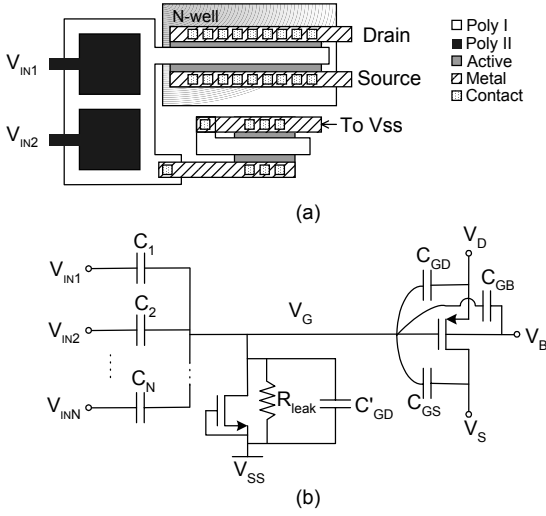 N-well
Drain
Source
V_IN1
V_IN2
To Vss
Poly I
Poly II
Active
Metal
Contact
(a)
C_1
V_IN1
C_2
V_IN2
C_N
V_INN
V_G
R_leak
C'_GD
V_SS
C_GD
V_D
C_GB
V_B
C_GS
V_S
(b)